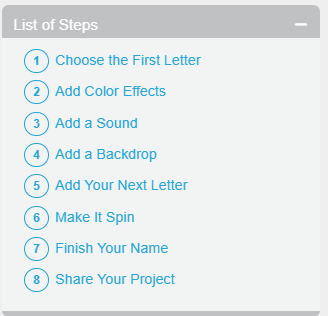 List of Steps
1 Choose the First Letter
2 Add Color Effects
3 Add a Sound
4 Add a Backdrop
5 Add Your Next Letter
6 Make It Spin
7 Finish Your Name
8 Share Your Project